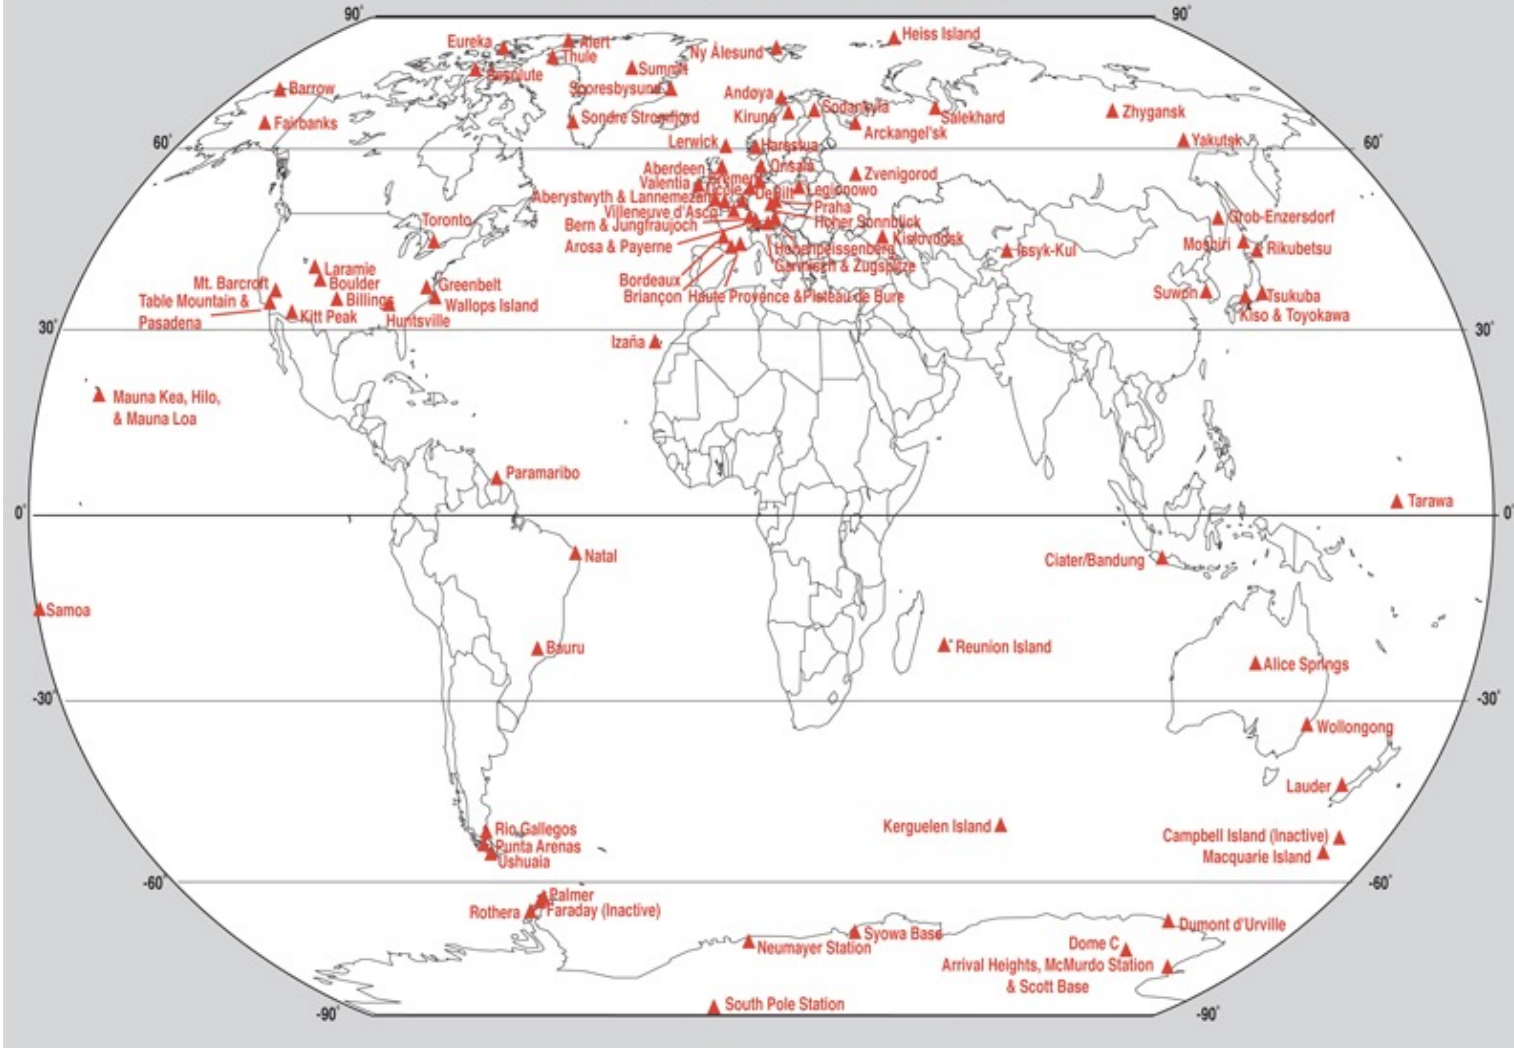 90°
90°
Eureka
Alert
Thule
Resolute
Summit
Scoresbysund
Ny Ålesund
Heiss Island
Barrow
Fairbanks
Sondre Stromfjord
Andøya
Kiruna
Sodankyla
Arckangel'sk
Salekhard
Zhygansk
Yakutsk
60°
60°
Lerwick
Harestua
Aberdeen
Onsala
Bremen
Valentia
Zvenigorod
Legionowo
DeBilt
Uccle
Aberystwyth & Lannemezan
Praha
Villeneuve d'Ascq
Hoher Sonnblick
Bern & Jungfraujoch
Arosa & Payerne
Hohenpeissenberg
Garmisch & Zugspitze
Kislovodsk
Issyk-Kul
Grob-Enzersdorf
Moshiri
Rikubetsu
Toronto
Laramie
Boulder
Mt. Barcroft
Greenbelt
Billings
Wallops Island
Table Mountain &
Pasadena
Kitt Peak
Huntsville
Bordeaux
Briançon
Haute Provence & Plateau de Bure
Suwon
Tsukuba
Kiso & Toyokawa
30°
30°
Izaña
Mauna Kea, Hilo,
& Mauna Loa
Paramaribo
Tarawa
0°
0°
Natal
Ciater/Bandung
Samoa
Bauru
Reunion Island
Alice Springs
-30°
-30°
Wollongong
Lauder
Rio Gallegos
Punta Arenas
Ushuaia
Kerguelen Island
Campbell Island (Inactive)
Macquarie Island
-60°
-60°
Palmer
Rothera
Faraday (Inactive)
Neumayer Station
Syowa Base
Dumont d'Urville
Dome C
Arrival Heights, McMurdo Station
& Scott Base
South Pole Station
-90°
-90°